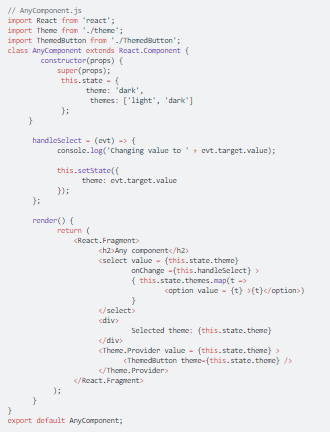 // AnyComponent.js
import React from 'react';
import Theme from './theme';
import ThemedButton from './ThemedButton';
class AnyComponent extends React.Component {
constructor(props) {
super(props);
this.state = {
theme: 'dark',
themes: ['light', 'dark']
};
}
handleSelect = (evt) => {
console.log('Changing value to ' + evt.target.value);
this.setState({
theme: evt.target.value
});
};
render() {
return (
<React.Fragment>
<h2>Any component</h2>
<select value = {this.state.theme}
onChange ={this.handleSelect} >
{ this.state.themes.map(t =>
<option value = {t} >{t}</option>)
}
</select>
<div>
Selected theme: {this.state.theme}
</div>
<Theme.Provider value = {this.state.theme} >
<ThemedButton theme={this.state.theme} />
</Theme.Provider>
</React.Fragment>
);
}
}
export default AnyComponent;